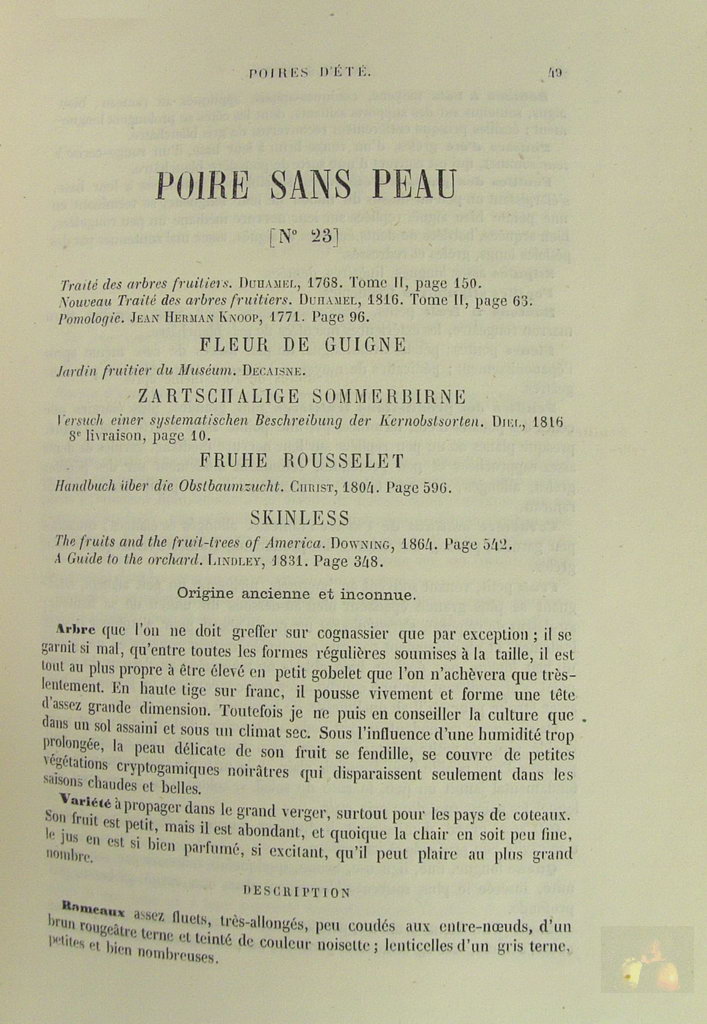 POIRES D'ÉTÉ. 49
POIRE SANS PEAU
[N° 23]
Traité des arbres fruitiers. DUHAMEL, 1768. Tome II, page 150.
Nouveau Traité des arbres fruitiers. DUHAMEL, 1816. Tome II, page 63.
Pomologie. JEAN HERMAN KNOOP, 1771. Page 96.
FLEUR DE GUIGNE
Jardin fruitier du Muséum. DECAISNE.
ZARTSCHALIGE SOMMERBIRNE
Versuch einer systematischen Beschreibung der Kernobstsorten. DIEL, 1816
8e livraison, page 10.
FRUHE ROUSSELET
Handbuch über die Obstbaumzucht. CHRIST, 1804. Page 596.
SKINLESS
The fruits and the fruit-trees of America. DOWNING, 1864. Page 542.
A Guide to the orchard. LINDLEY, 1831. Page 348.
Origine ancienne et inconnue.
Arbre que l'on ne doit greffer sur cognassier que par exception ; il se
garnit si mal, qu'entre toutes les formes régulières soumises à la taille, il est
tout au plus propre à être élevé en petit gobelet que l'on n'achèvera que très-
lentement. En haute tige sur franc, il pousse vivement et forme une tête
d'assez grande dimension. Toutefois je ne puis en conseiller la culture que
dans un sol assaini et sous un climat sec. Sous l'influence d'une humidité trop
prolongée, la peau délicate de son fruit se fendille, se couvre de petites
végétations cryptogamiques noirâtres qui disparaissent seulement dans les
saisons chaudes et belles.
Variété à propager dans le grand verger, surtout pour les pays de coteaux.
Son fruit est petit, mais il est abondant, et quoique la chair en soit peu fine,
le jus en est si bien parfumé, si excitant, qu'il peut plaire au plus grand
nombre.
DESCRIPTION
Rameaux assez fluets, très-allongés, peu coudés aux entre-nœuds, d'un
brun rougeâtre terne et teinté de couleur noisette ; lenticelles d'un gris terne,
petites et bien nombreuses.